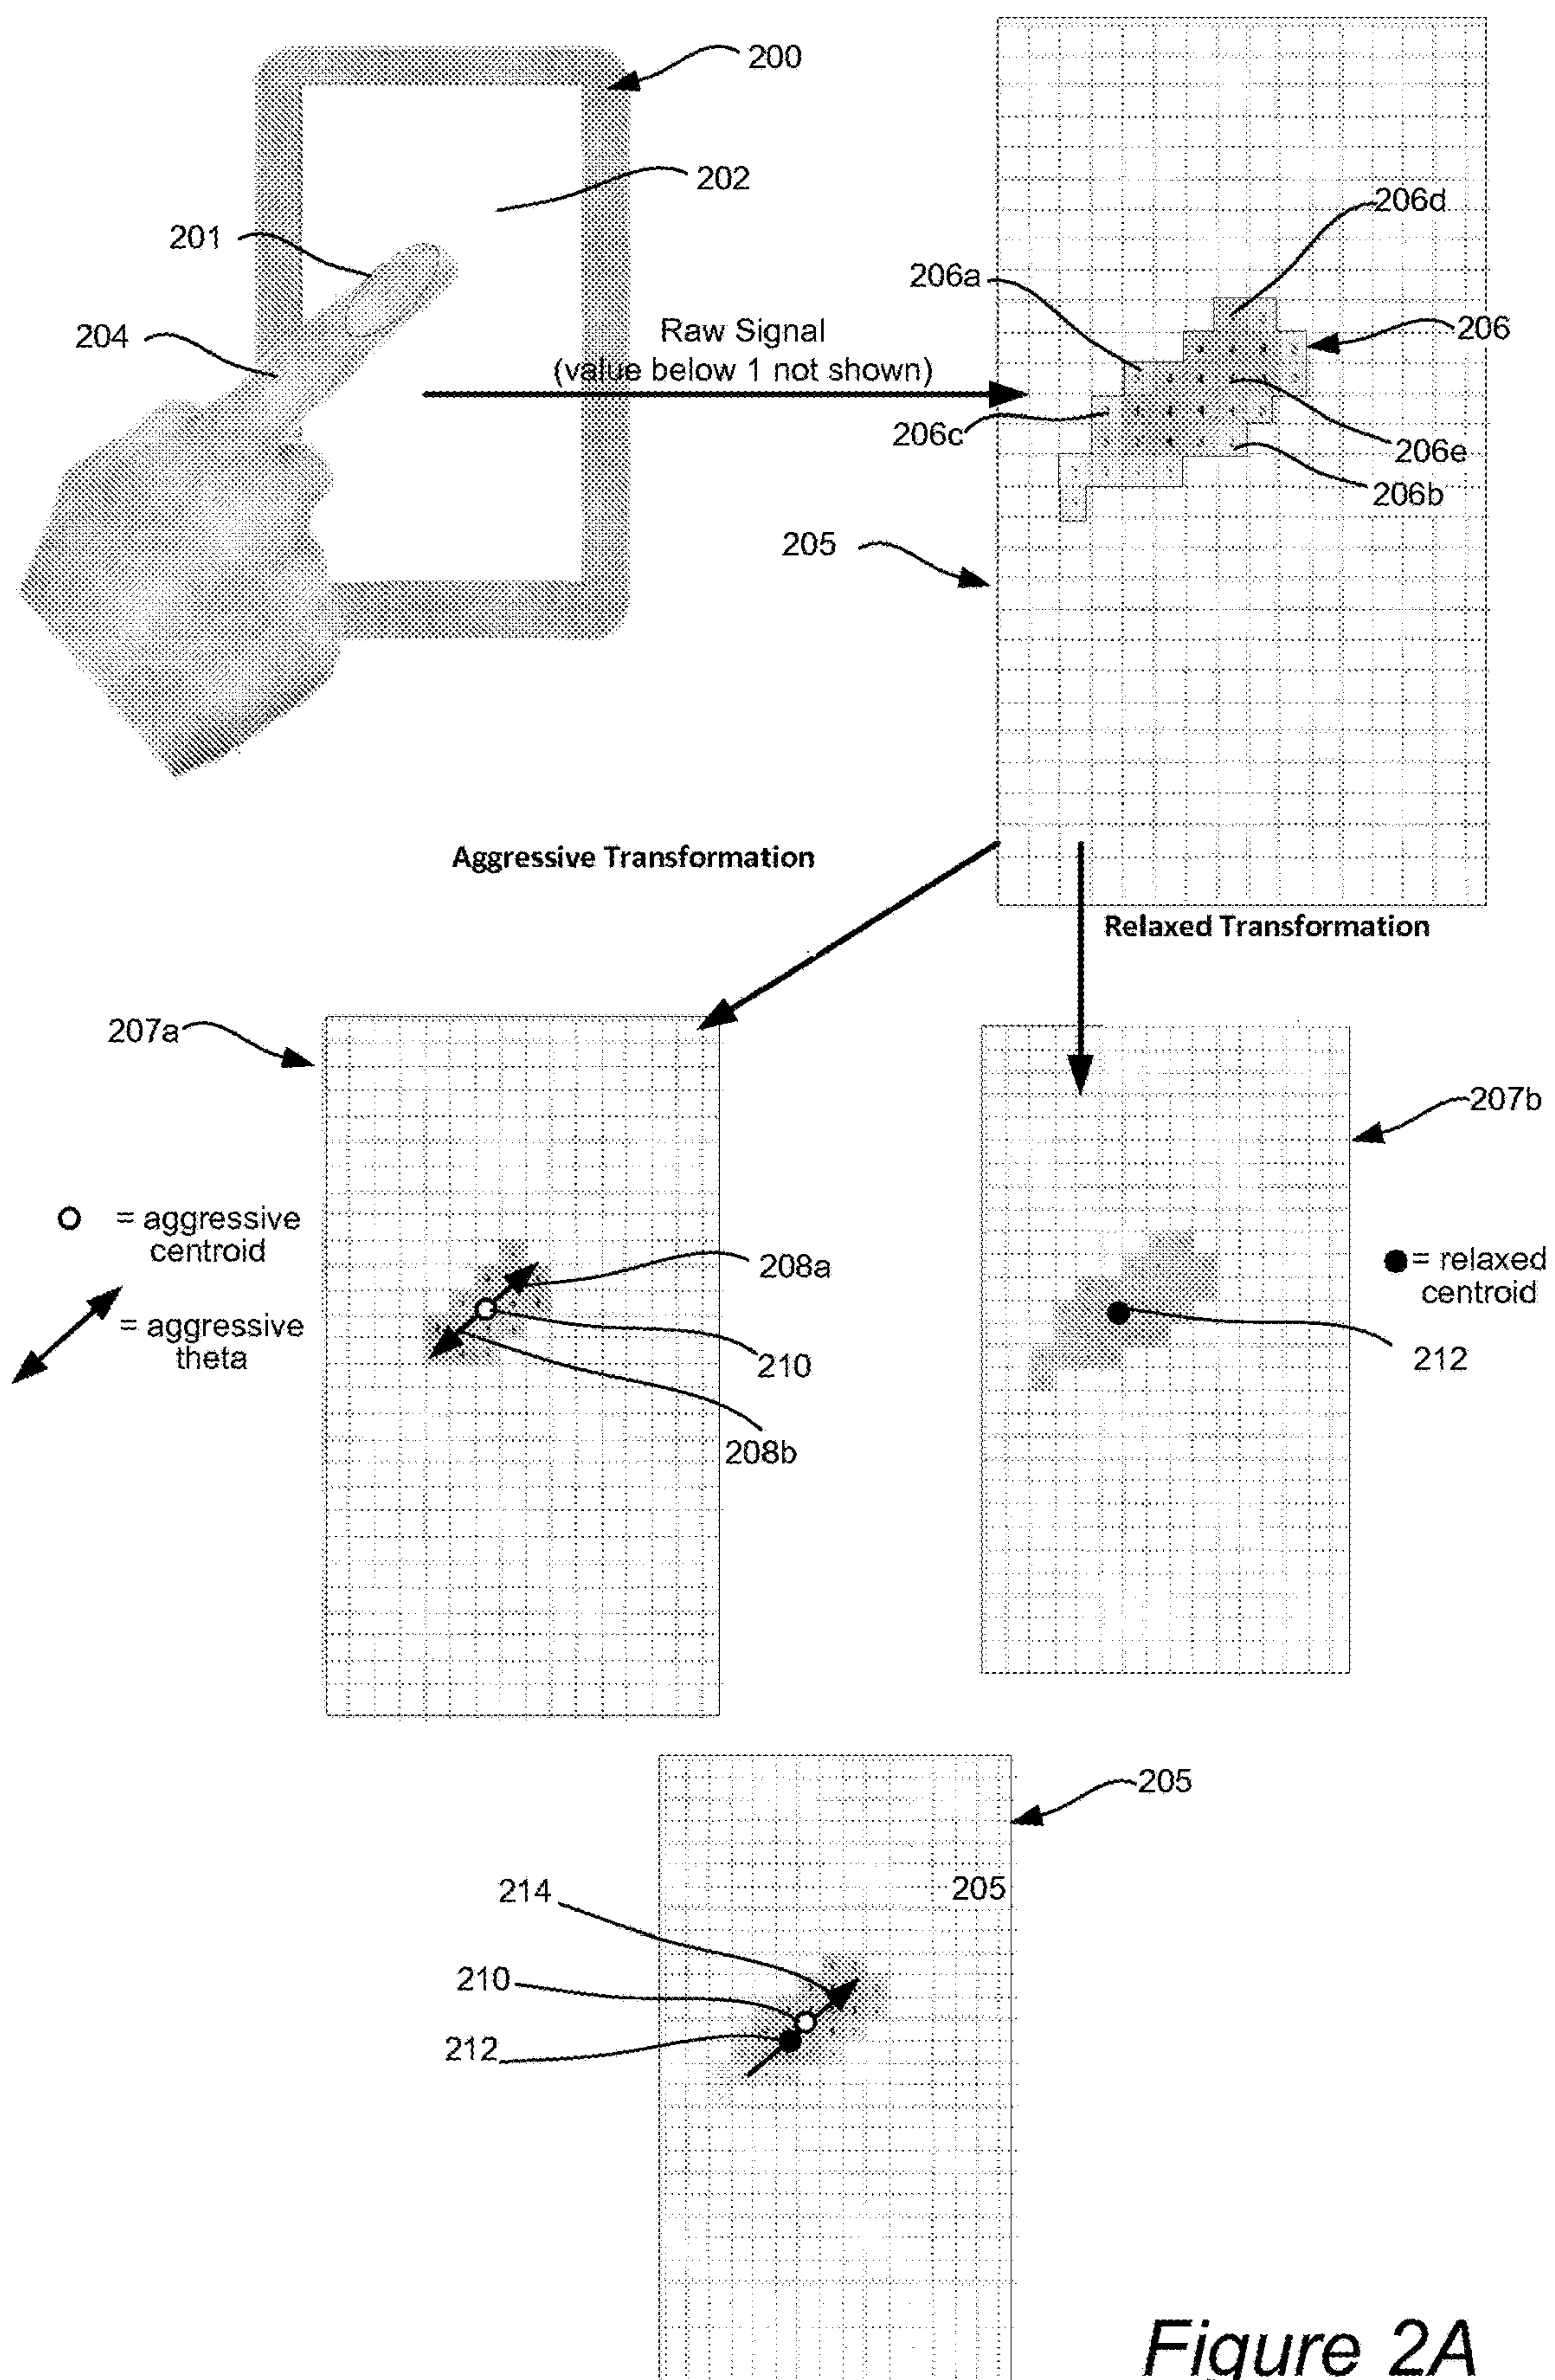 200
202
201
204
Raw Signal
(value below 1 not shown)
206d
206a
206
206c
206e
206b
205
Aggressive Transformation
Relaxed Transformation
207a
207b
= aggressive
centroid
= aggressive
theta
208a
210
208b
= relaxed
centroid
212
205
205
214
210
212
Figure 2A